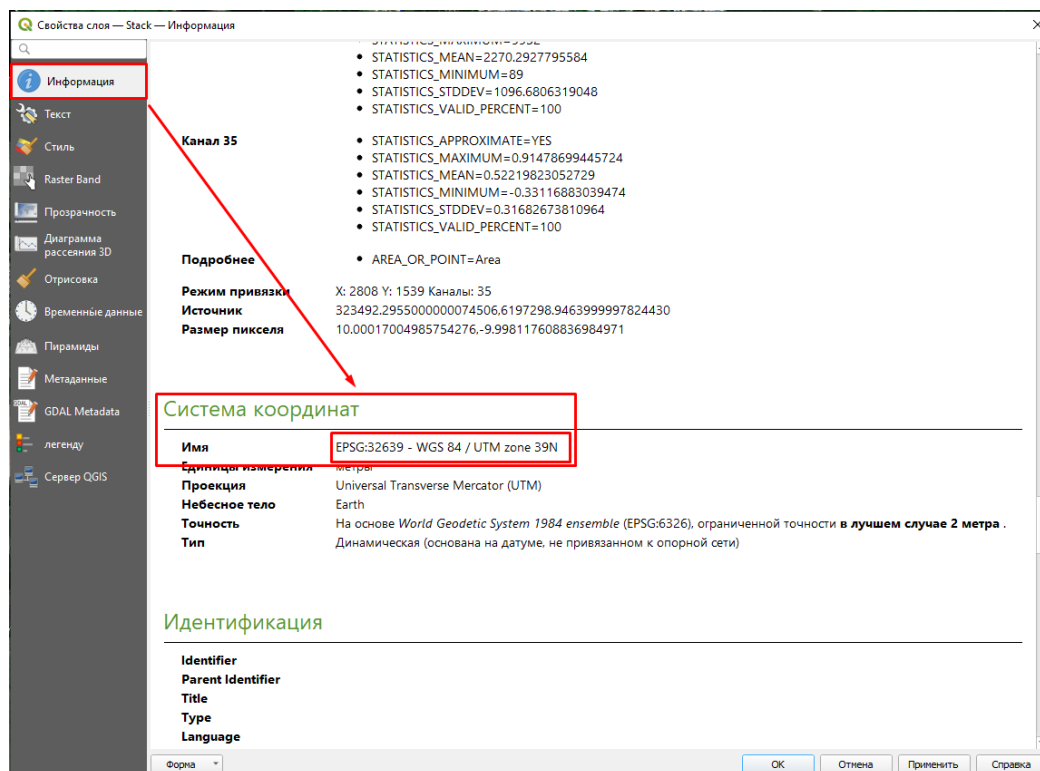 Свойства слоя — Stack — Информация
Информация
Текст
Стиль
Raster Band
Прозрачность
Диаграмма
рассеяния 3D
Отрисовка
Временные данные
Пирамиды
Метаданные
GDAL Metadata
легенду
Сервер QGIS
STATISTICS_MAXIMUM=9952
STATISTICS_MEAN=2270.2927795584
STATISTICS_MINIMUM=89
STATISTICS_STDDEV=1096.6806319048
STATISTICS_VALID_PERCENT=100
Канал 35
STATISTICS_APPROXIMATE=YES
STATISTICS_MAXIMUM=0.91478699445724
STATISTICS_MEAN=0.52219823052729
STATISTICS_MINIMUM=-0.33116883039474
STATISTICS_STDDEV=0.31682673810964
STATISTICS_VALID_PERCENT=100
Подробнее AREA_OR_POINT=Area
Режим привязки X: 2808 Y: 1539 Каналы: 35
Источник 323492.2955000000074506,6197298.9463999997824430
Размер пикселя 10.00017004985754276,-9.998117608836984971
Система координат
Имя EPSG:32639 - WGS 84 / UTM zone 39N
Единицы измерения метры
Проекция Universal Transverse Mercator (UTM)
Небесное тело Earth
Точность На основе World Geodetic System 1984 ensemble (EPSG:6326), ограниченной точности в лучшем случае 2 метра .
Тип Динамическая (основана на датуме, не привязанном к опорной сети)
Идентификация
Identifier
Parent Identifier
Title
Type
Language
Форма OK Отмена Применить Справка